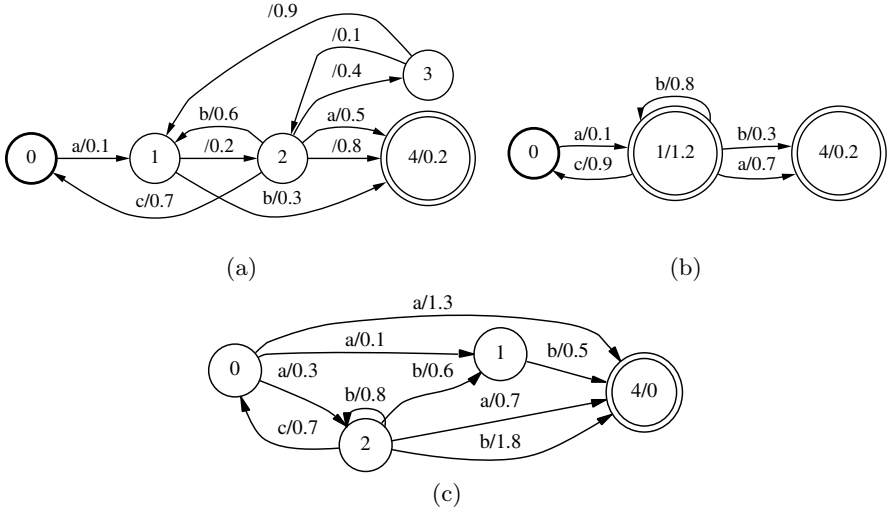 /0.9
/0.1
/0.4
3
b/0.6
a/0.5
0
a/0.1
1
/0.2
2
/0.8
4/0.2
c/0.7
b/0.3
(a)
b/0.8
0
a/0.1
c/0.9
1/1.2
b/0.3
a/0.7
4/0.2
(b)
a/1.3
0
a/0.1
1
b/0.5
a/0.3
b/0.6
b/0.8
a/0.7
4/0
c/0.7
2
b/1.8
(c)